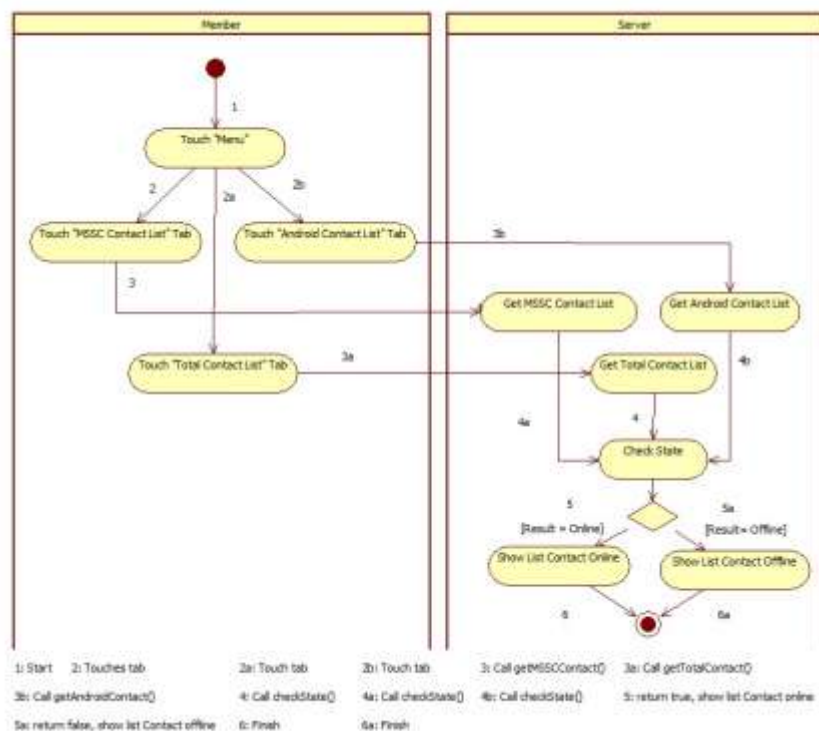 Member Server
1
Touch "Menu"
2 2a 2b
Touch "MSSC Contact List" Tab Touch "Android Contact List" Tab 3b
3
Get MSSC Contact List Get Android Contact List
Touch "Total Contact List" Tab 3a Get Total Contact List 4b
4a 4
Check State
5 5a
[Result = Online] [Result= Offline]
Show List Contact Online Show List Contact Offline
6 6a
1: Start 2: Touches tab 2a: Touch tab 2b: Touch tab 3: Call getMSSCContact() 3a: Call getTotalContact()
3b: Call getAndroidContact() 4: Call checkState() 4a: Call checkState() 4b: Call checkState() 5: return true, show list Contact online
5a: return false, show list Contact offline 6: Finish 6a: Finish